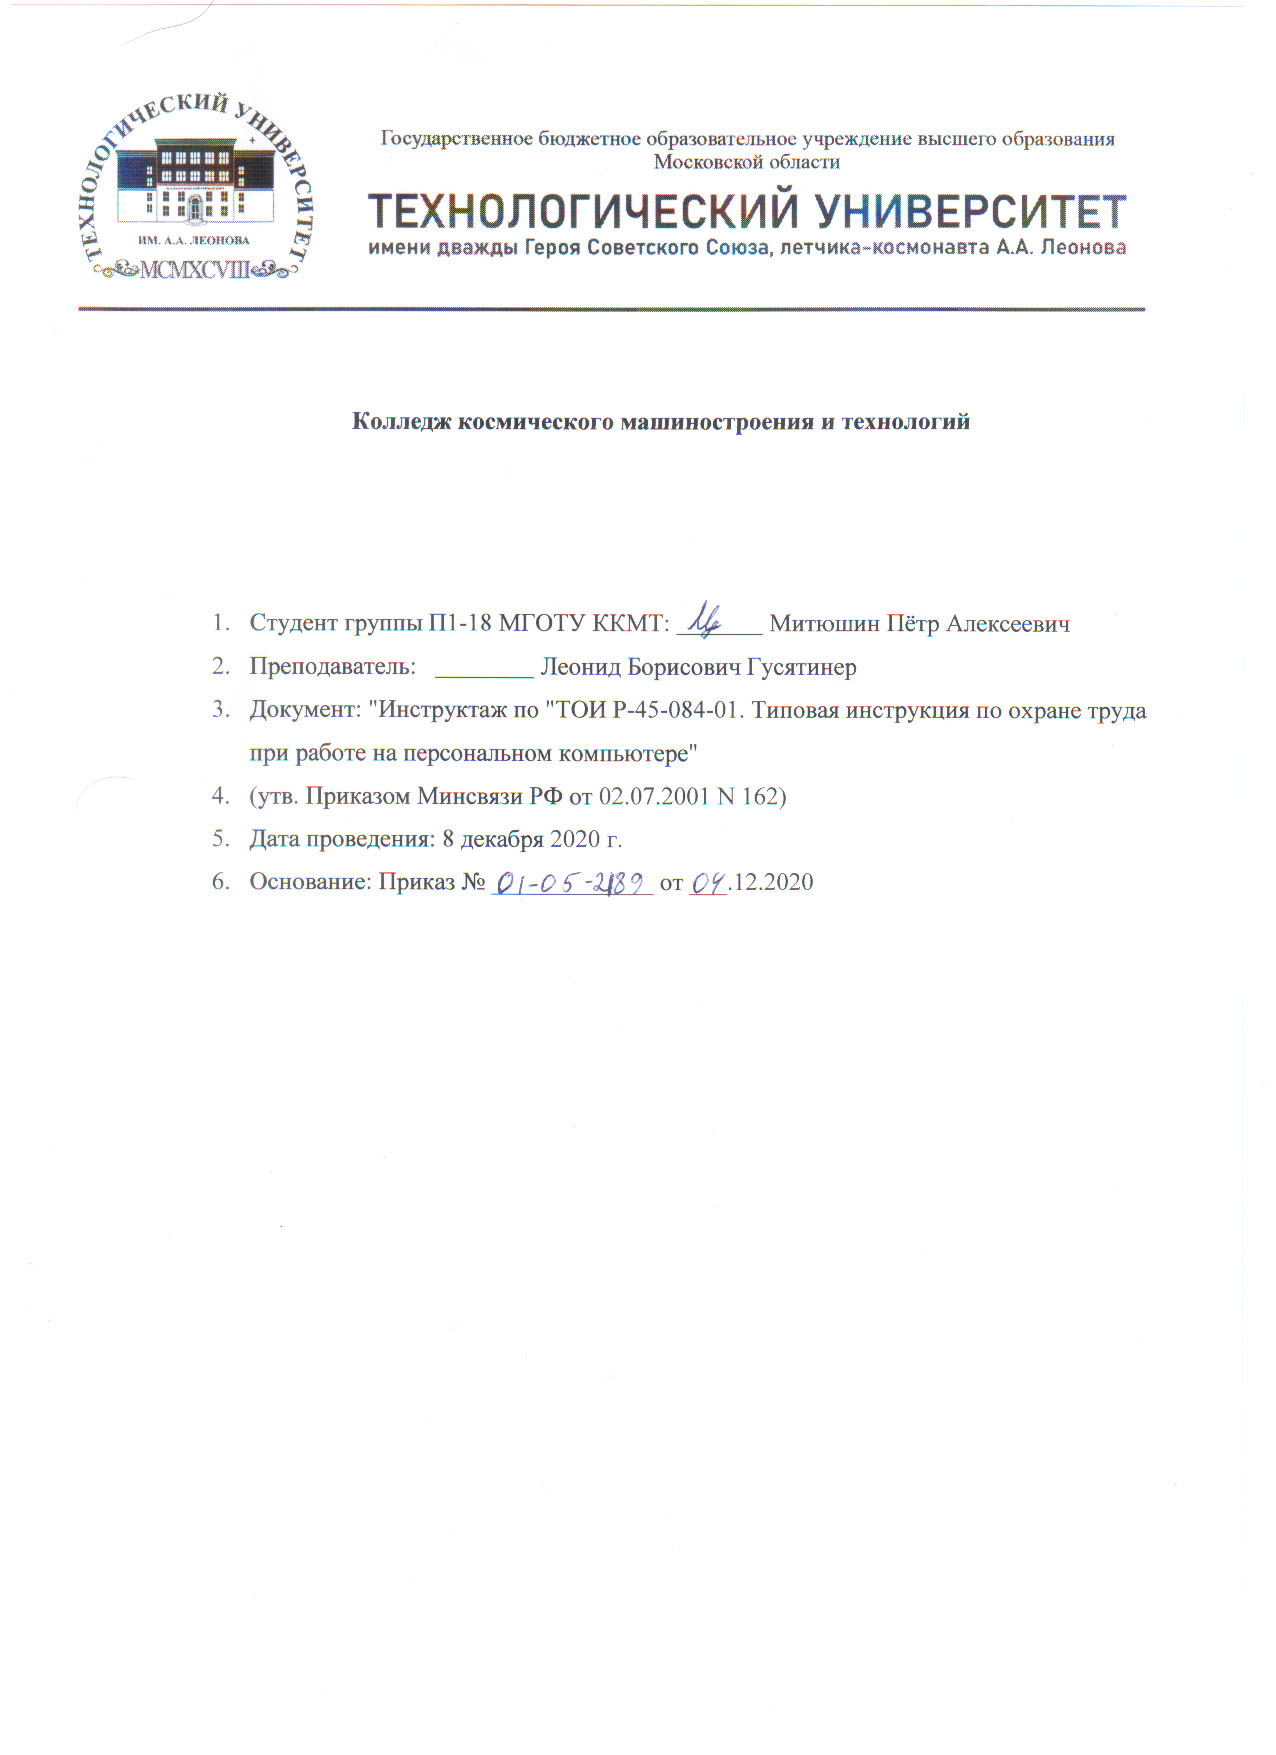 ТЕХНОЛОГИЧЕСКИЙ УНИВЕРСИТЕТ
ИМ. А.А. ЛЕОНОВА
MCMXCVIII
Государственное бюджетное образовательное учреждение высшего образования
Московской области
ТЕХНОЛОГИЧЕСКИЙ УНИВЕРСИТЕТ
имени дважды Героя Советского Союза, летчика-космонавта А.А. Леонова
Колледж космического машиностроения и технологий
1. Студент группы П1-18 МГОТУ ККМТ: _______ Митюшин Пётр Алексеевич
2. Преподаватель: ________ Леонид Борисович Гусятинер
3. Документ: "Инструктаж по "ТОИ Р-45-084-01. Типовая инструкция по охране труда
при работе на персональном компьютере"
4. (утв. Приказом Минсвязи РФ от 02.07.2001 N 162)
5. Дата проведения: 8 декабря 2020 г.
6. Основание: Приказ № 01-05-2189 от 04.12.2020